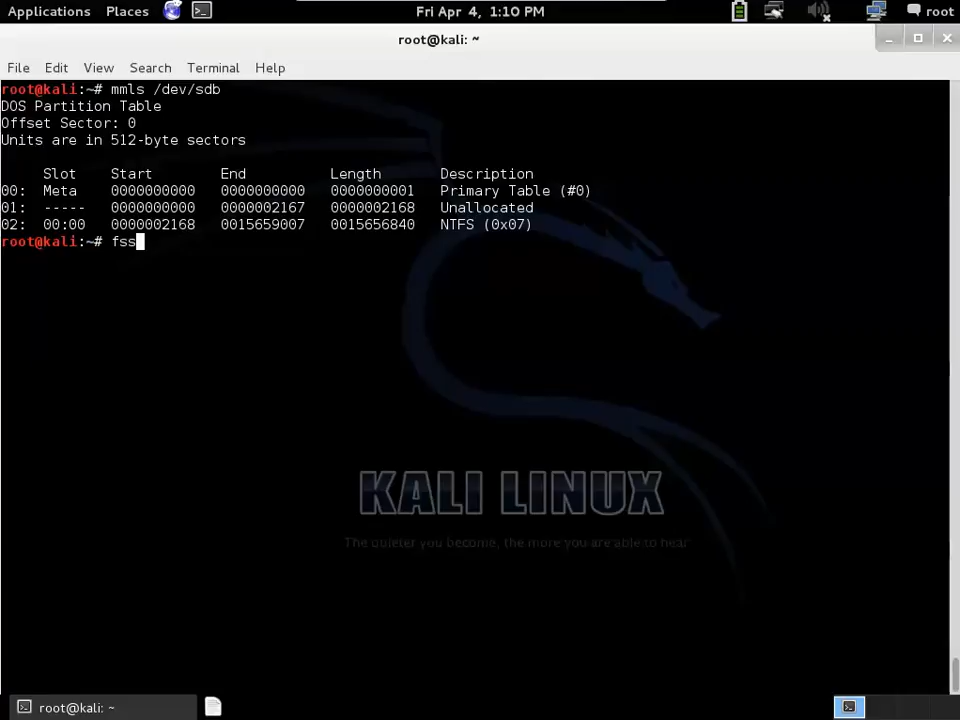 Applications Places Fri Apr 4, 1:10 PM root
root@kali: ~
File Edit View Search Terminal Help
root@kali:~# mmls /dev/sdb
DOS Partition Table
Offset Sector: 0
Units are in 512-byte sectors
Slot Start End Length Description
00: Meta 0000000000 0000000000 0000000001 Primary Table (#0)
01: ----- 0000000000 0000002167 0000002168 Unallocated
02: 00:00 0000002168 0015659007 0015656840 NTFS (0x07)
root@kali:~# fss
KALI LINUX
The quieter you become, the more you are able to hear
root@kali: ~